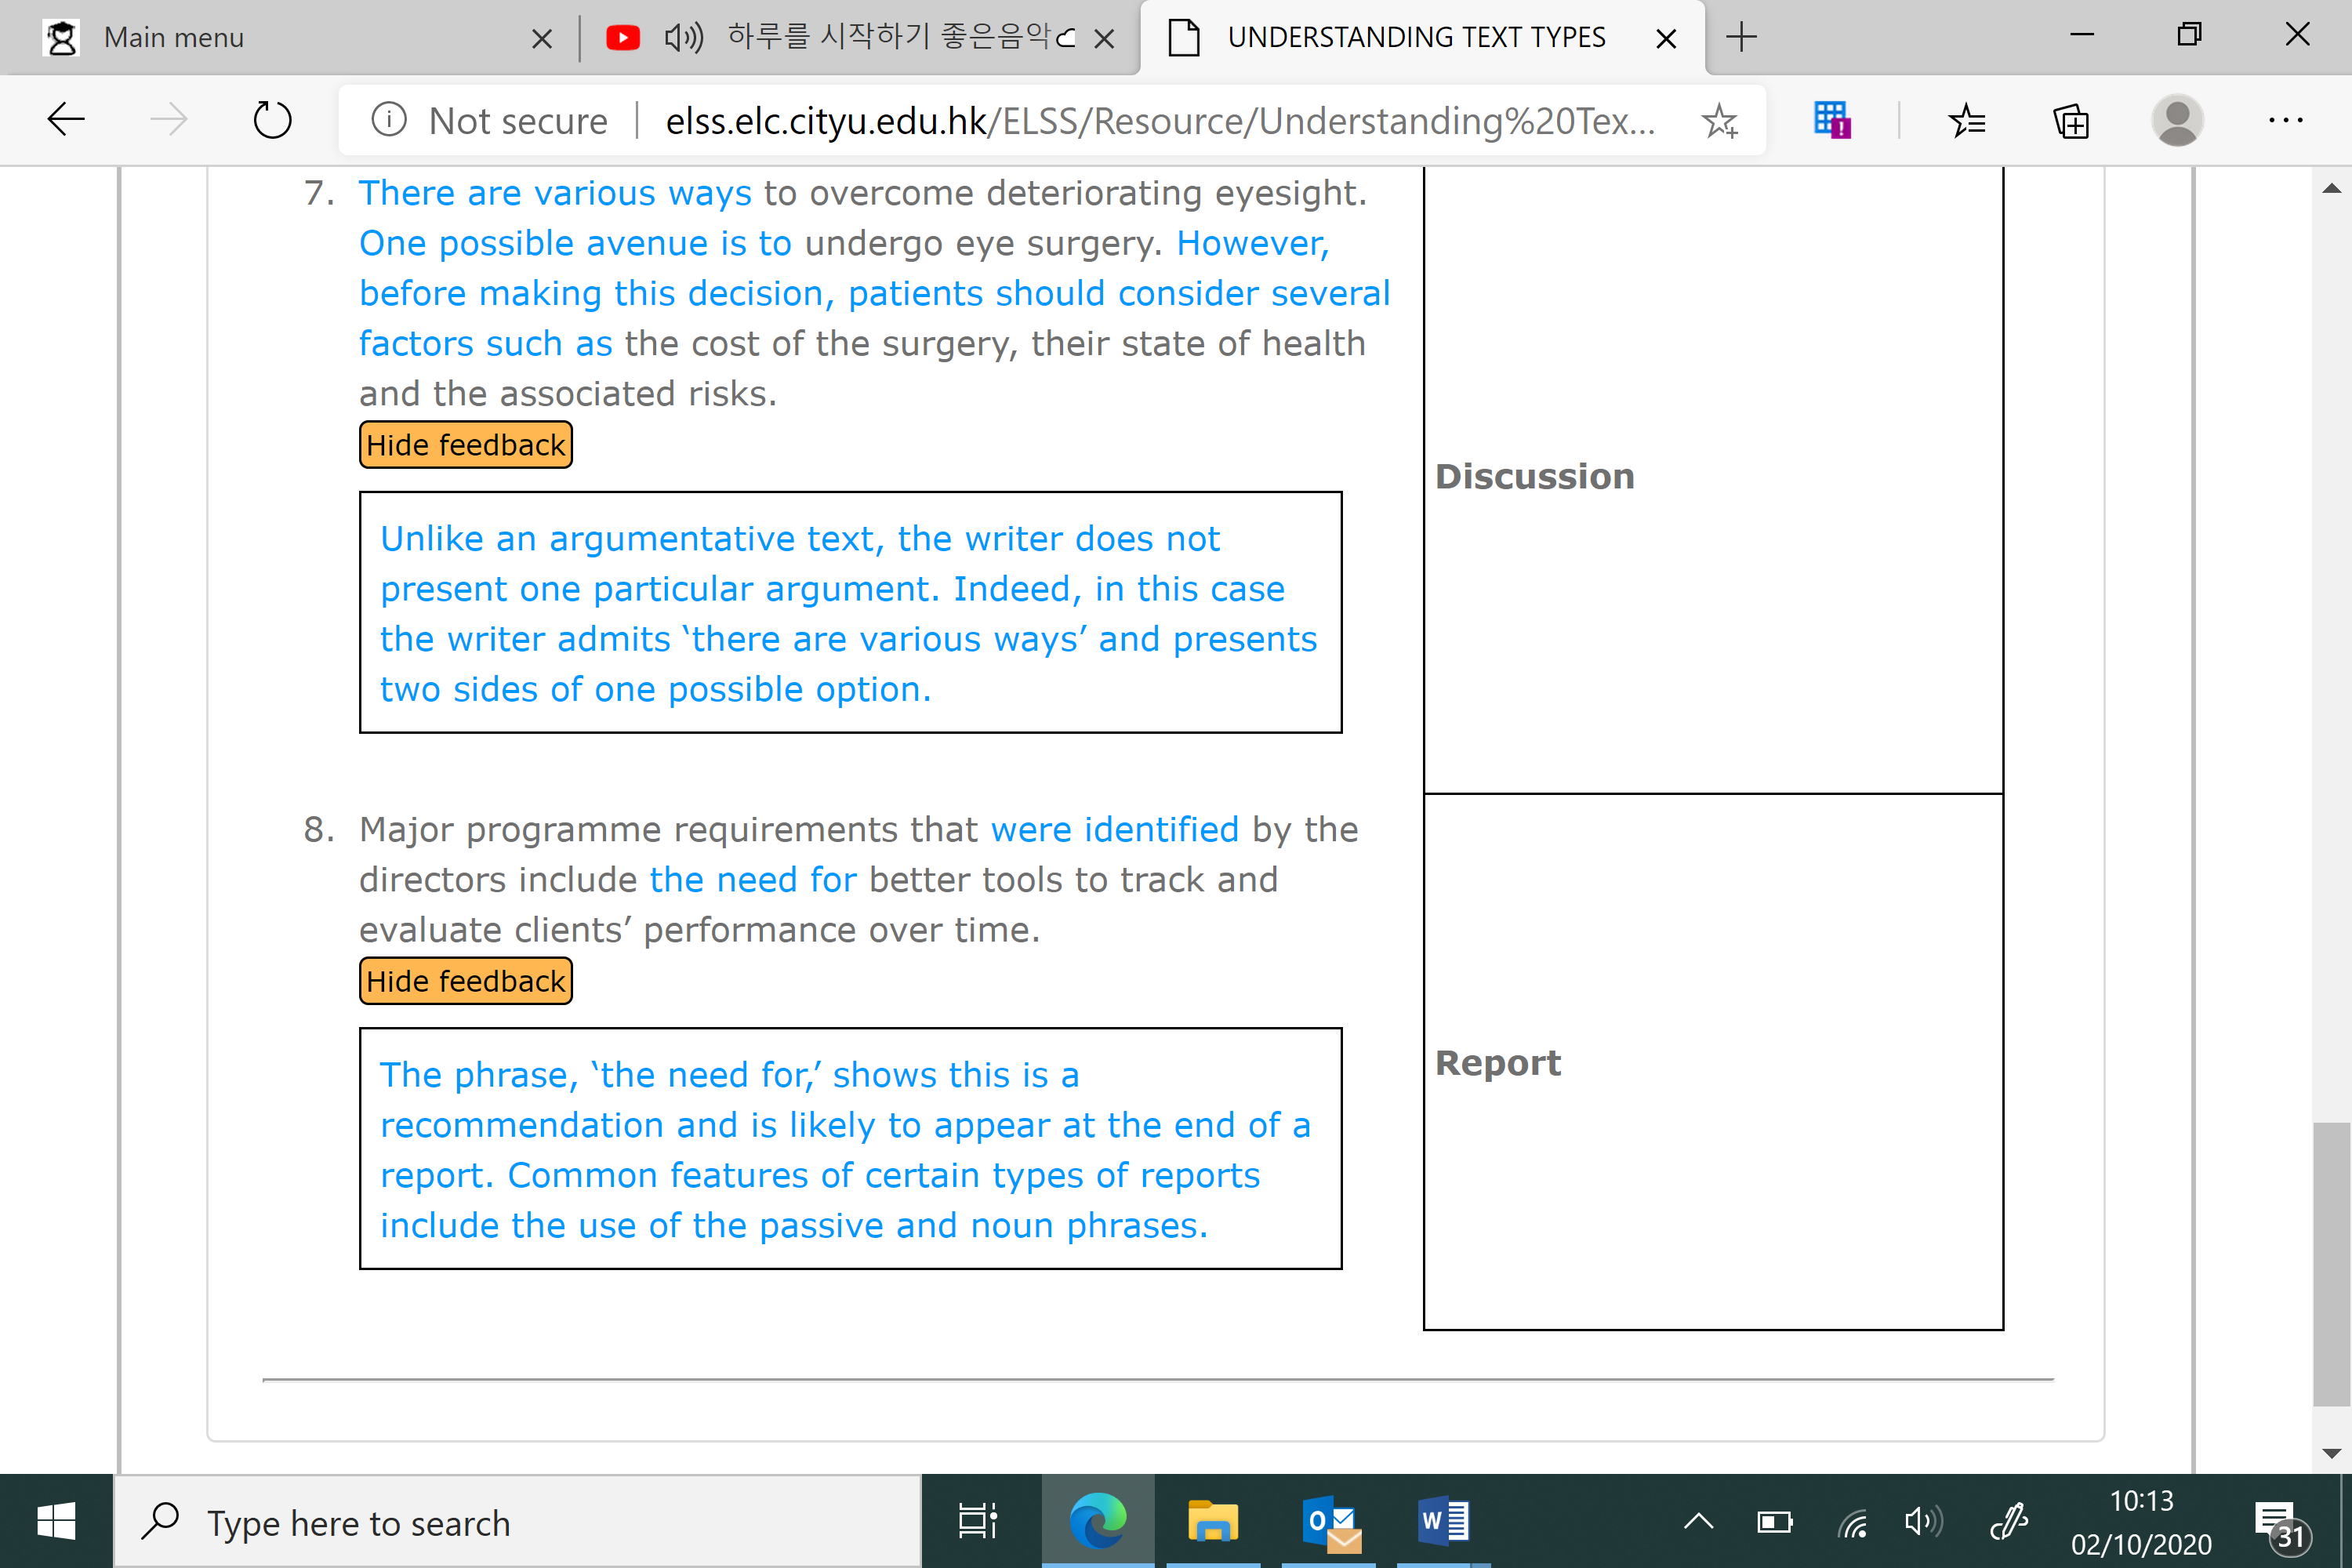 Main menu
하루를 시작하기 좋은음악
UNDERSTANDING TEXT TYPES
Not secure
elss.elc.cityu.edu.hk/ELSS/Resource/Understanding%20Tex...
7. There are various ways to overcome deteriorating eyesight.
One possible avenue is to undergo eye surgery. However,
before making this decision, patients should consider several
factors such as the cost of the surgery, their state of health
and the associated risks.
Hide feedback
Unlike an argumentative text, the writer does not
present one particular argument. Indeed, in this case
the writer admits ‘there are various ways’ and presents
two sides of one possible option.
Discussion
8. Major programme requirements that were identified by the
directors include the need for better tools to track and
evaluate clients’ performance over time.
Hide feedback
The phrase, ‘the need for,’ shows this is a
recommendation and is likely to appear at the end of a
report. Common features of certain types of reports
include the use of the passive and noun phrases.
Report
Type here to search
10:13
02/10/2020
31